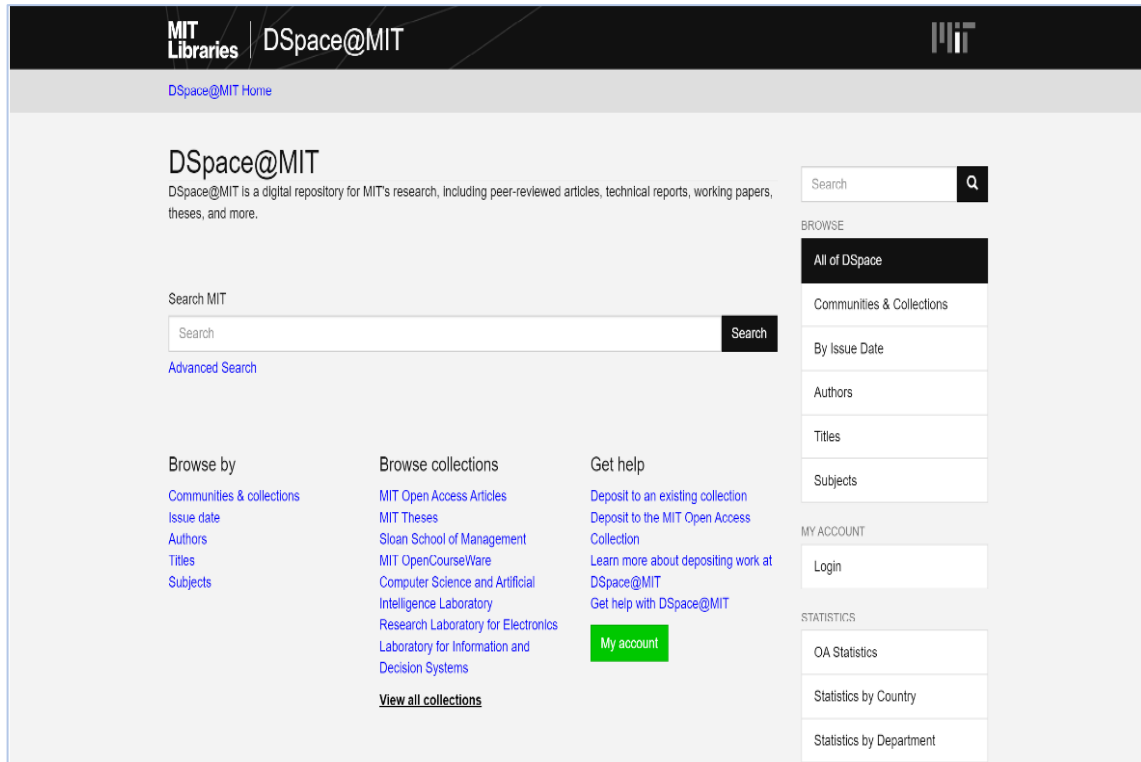 MIT
Libraries
DSpace@MIT
DSpace@MIT Home
DSpace@MIT
DSpace@MIT is a digital repository for MIT's research, including peer-reviewed articles, technical reports, working papers,
theses, and more.
Search MIT
Search
Search
Advanced Search
Browse by
Communities & collections
Issue date
Authors
Titles
Subjects
Browse collections
MIT Open Access Articles
MIT Theses
Sloan School of Management
MIT OpenCourseWare
Computer Science and Artificial
Intelligence Laboratory
Research Laboratory for Electronics
Laboratory for Information and
Decision Systems
View all collections
Get help
Deposit to an existing collection
Deposit to the MIT Open Access
Collection
Learn more about depositing work at
DSpace@MIT
Get help with DSpace@MIT
My account
Search
BROWSE
All of DSpace
Communities & Collections
By Issue Date
Authors
Titles
Subjects
MY ACCOUNT
Login
STATISTICS
OA Statistics
Statistics by Country
Statistics by Department